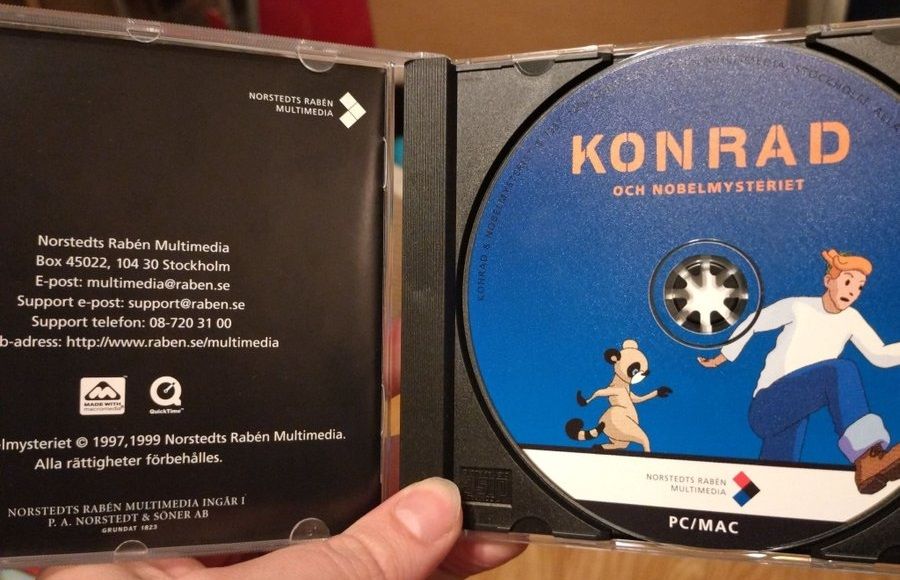 NORSTEDTS RABÉN
MULTIMEDIA
Norstedts Rabén Multimedia
Box 45022, 104 30 Stockholm
E-post: multimedia@raben.se
Support e-post: support@raben.se
Support telefon: 08-720 31 00
b-adress: http://www.raben.se/multimedia
MADE WITH
macromedia
QuickTime™
elmysteriet © 1997,1999 Norstedts Rabén Multimedia.
Alla rättigheter förbehålles.
NORSTEDTS RABÉN MULTIMEDIA INGÅR I
P. A. NORSTEDT & SÖNER AB
GRUNDAT 1823
KONRAD
OCH NOBELMYSTERIET
NORSTEDTS RABÉN
MULTIMEDIA
PC/MAC